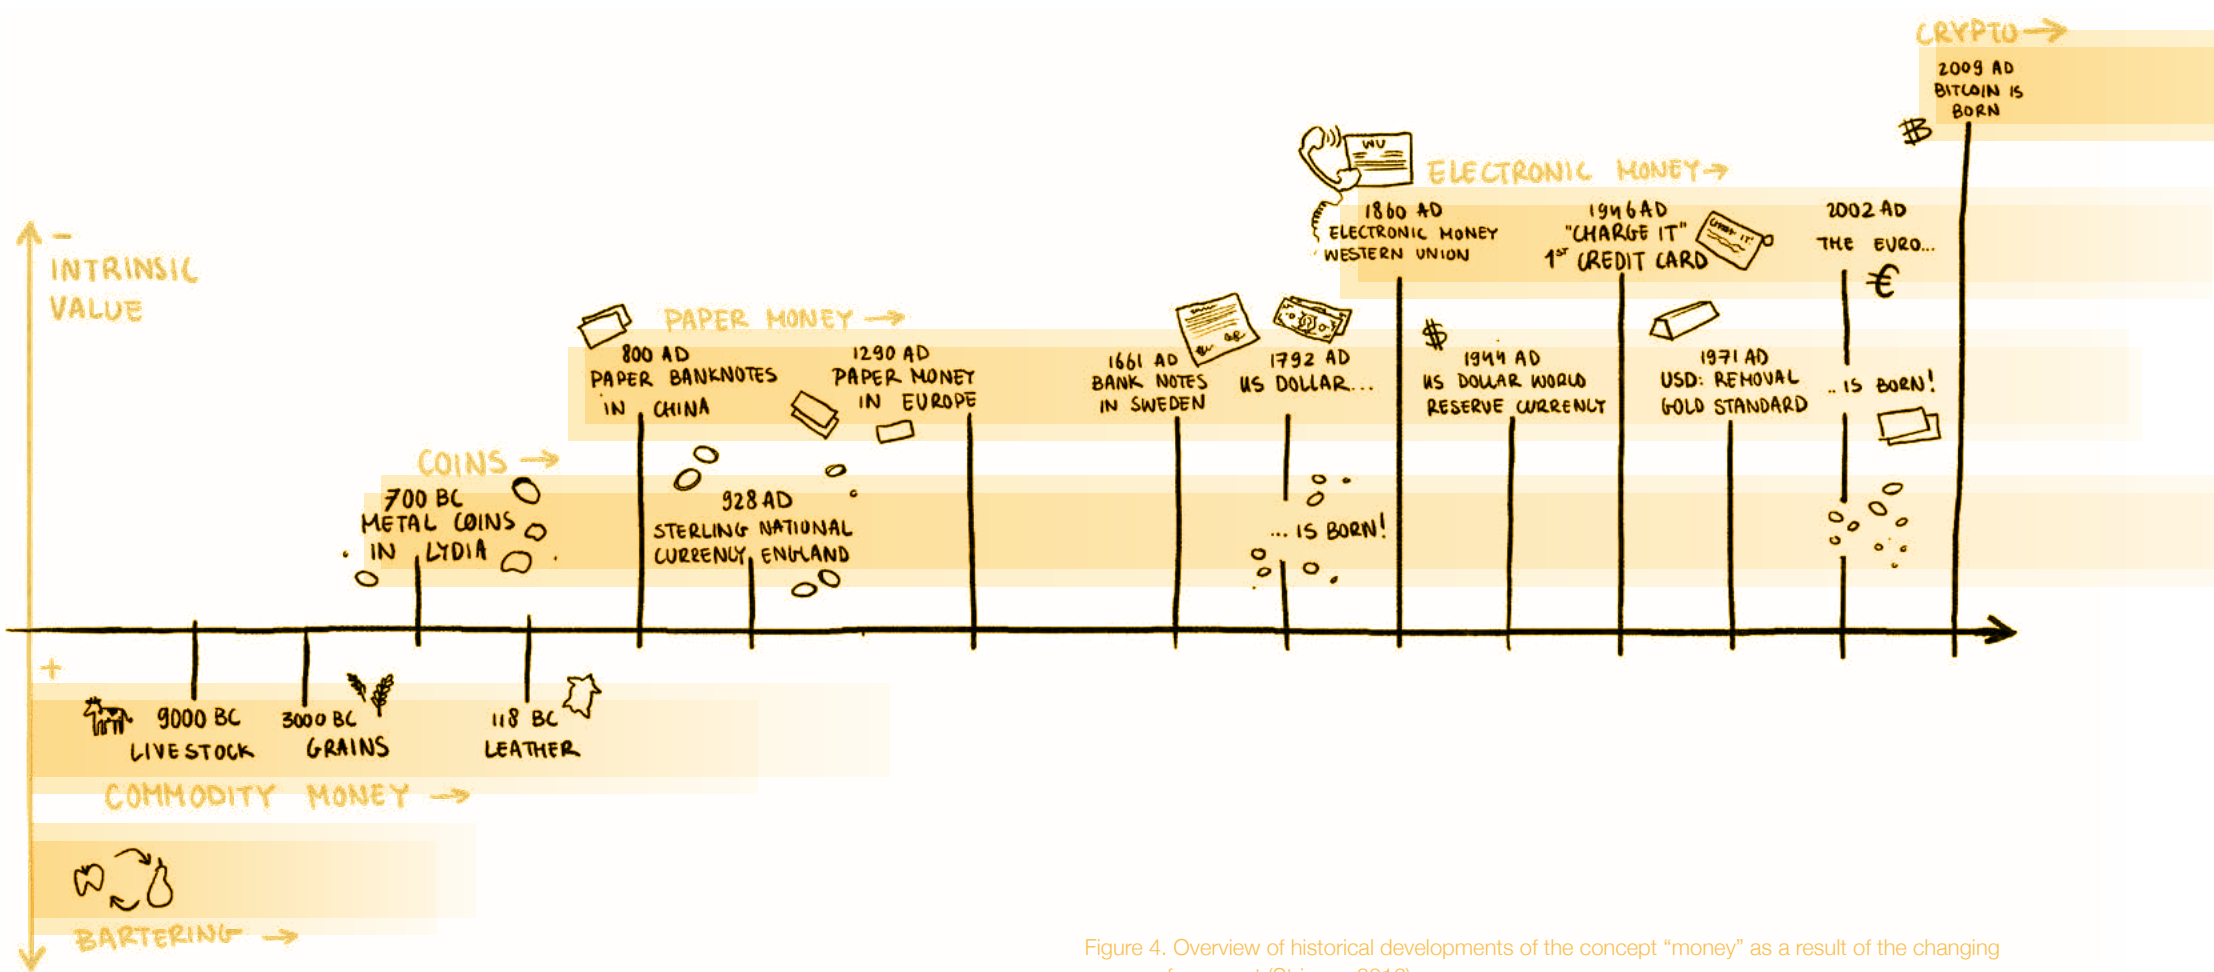 CRYPTO →
2009 AD
BITCOIN IS
BORN
WU
ELECTRONIC MONEY →
1860 AD
ELECTRONIC MONEY
WESTERN UNION
1946 AD
"CHARGE IT"
1ST CREDIT CARD
CHARGE IT!
2002 AD
THE EURO...
€
.. IS BORN!
−
INTRINSIC
VALUE
PAPER MONEY →
800 AD
PAPER BANKNOTES
IN CHINA
1290 AD
PAPER MONEY
IN EUROPE
1661 AD
BANK NOTES
IN SWEDEN
1792 AD
US DOLLAR...
... IS BORN!
$
1944 AD
US DOLLAR WORLD
RESERVE CURRENCY
1971 AD
USD: REMOVAL
GOLD STANDARD
COINS →
700 BC
METAL COINS
IN LYDIA
928 AD
STERLING NATIONAL
CURRENCY ENGLAND
+
9000 BC
LIVESTOCK
3000 BC
GRAINS
118 BC
LEATHER
COMMODITY MONEY →
BARTERING →
Figure 4. Overview of historical developments of the concept “money” as a result of the changing